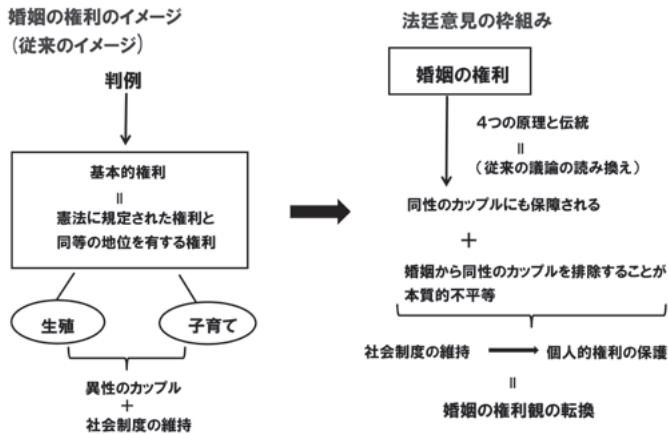 婚姻の権利のイメージ
(従来のイメージ)
判例
基本的権利
=
憲法に規定された権利と
同等の地位を有する権利
生殖
子育て
異性のカップル
+
社会制度の維持
法廷意見の枠組み
婚姻の権利
4つの原理と伝統
=
(従来の議論の読み換え)
同性のカップルにも保障される
+
婚姻から同性のカップルを排除することが
本質的不平等
社会制度の維持 個人的権利の保護
=
婚姻の権利観の転換